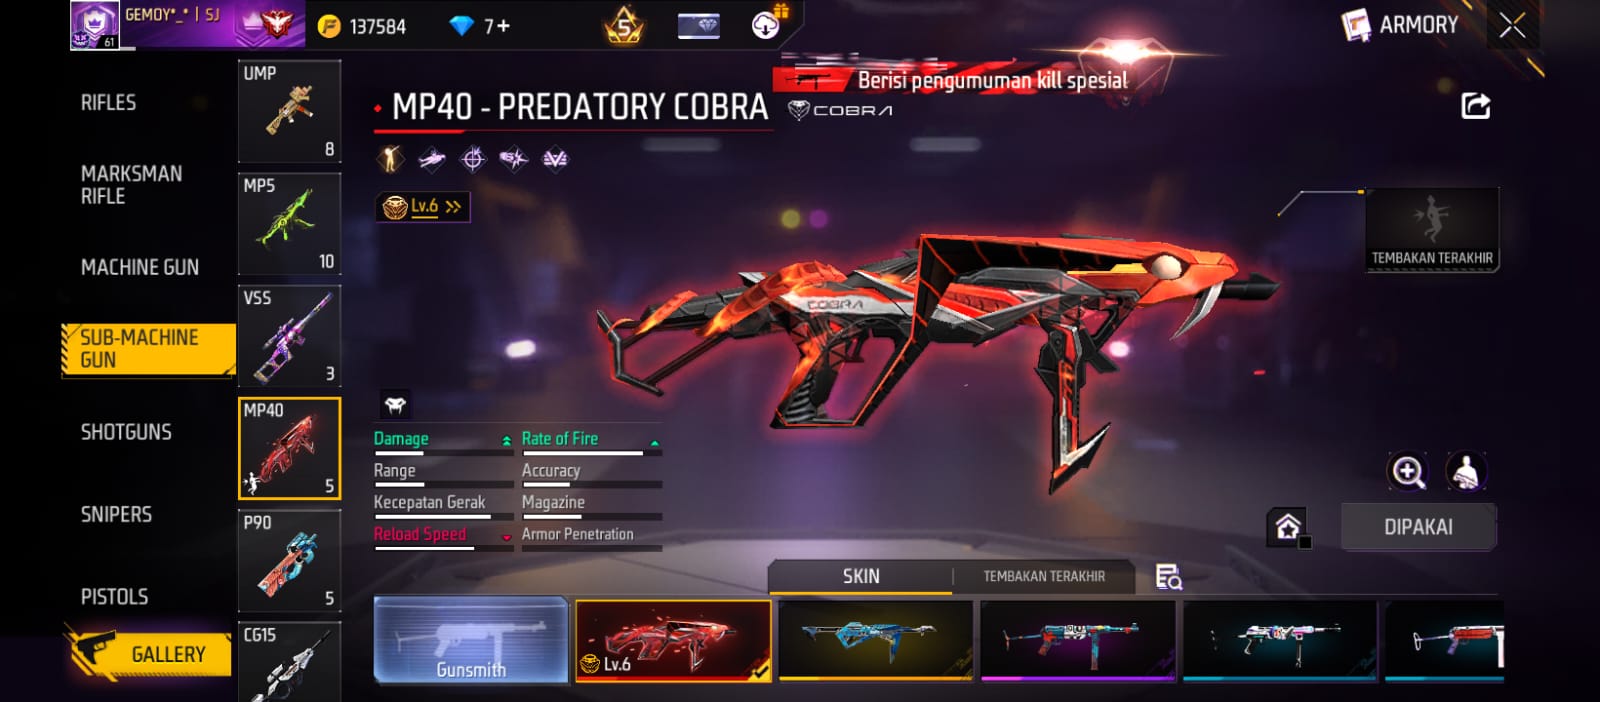 GEMOY*_* | SJ
61
137584
7+
5
ARMORY
RIFLES
MARKSMAN
RIFLE
MACHINE GUN
SUB-MACHINE
GUN
SHOTGUNS
SNIPERS
PISTOLS
GALLERY
UMP
8
MP5
10
VSS
3
MP40
5
P90
5
CG15
Berisi pengumuman kill spesial
MP40 - PREDATORY COBRA
COBRA
Lv.6
COBRA
TEMBAKAN TERAKHIR
Damage
Rate of Fire
Range
Accuracy
Kecepatan Gerak
Magazine
Reload Speed
Armor Penetration
DIPAKAI
SKIN
TEMBAKAN TERAKHIR
Gunsmith
Lv.6